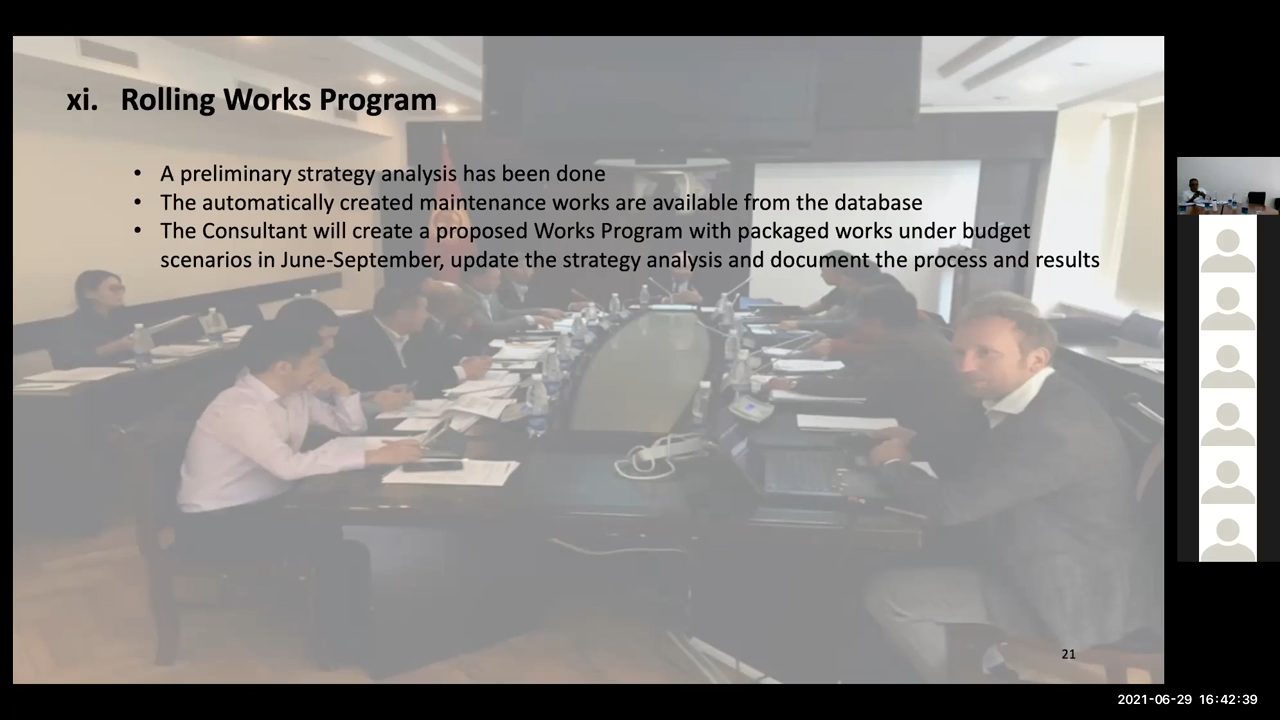 xi. Rolling Works Program
• A preliminary strategy analysis has been done
• The automatically created maintenance works are available from the database
• The Consultant will create a proposed Works Program with packaged works under budget
scenarios in June-September, update the strategy analysis and document the process and results
21
2021-06-29 16:42:39